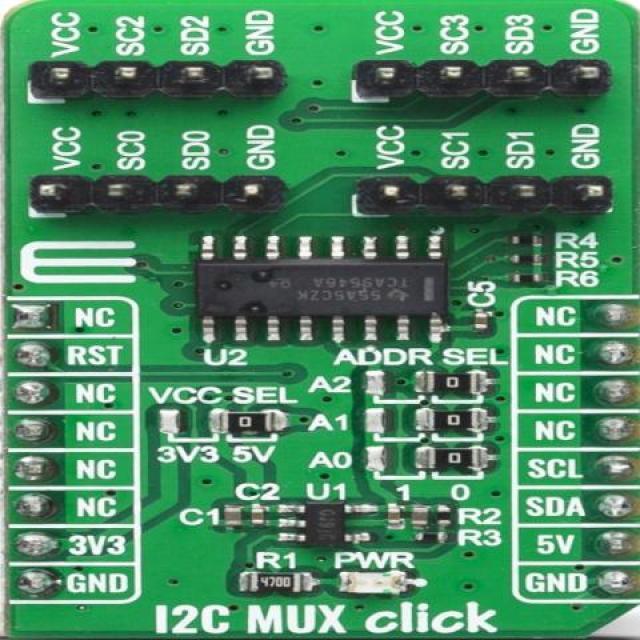 VCC SC2 SD2 GND
VCC SC3 SD3 GND
VCC SC0 SD0 GND
VCC SC1 SD1 GND
R4
R5
R6
55A5CZK
TCA9546A
C5
U2
ADDR SEL
A2
A1
A0
1 0
VCC SEL
3V3 5V
NC
RST
NC
NC
NC
NC
3V3
GND
NC
NC
NC
NC
SCL
SDA
5V
GND
C2
U1
C1
R2
R3
R1
PWR
4700
I2C MUX click